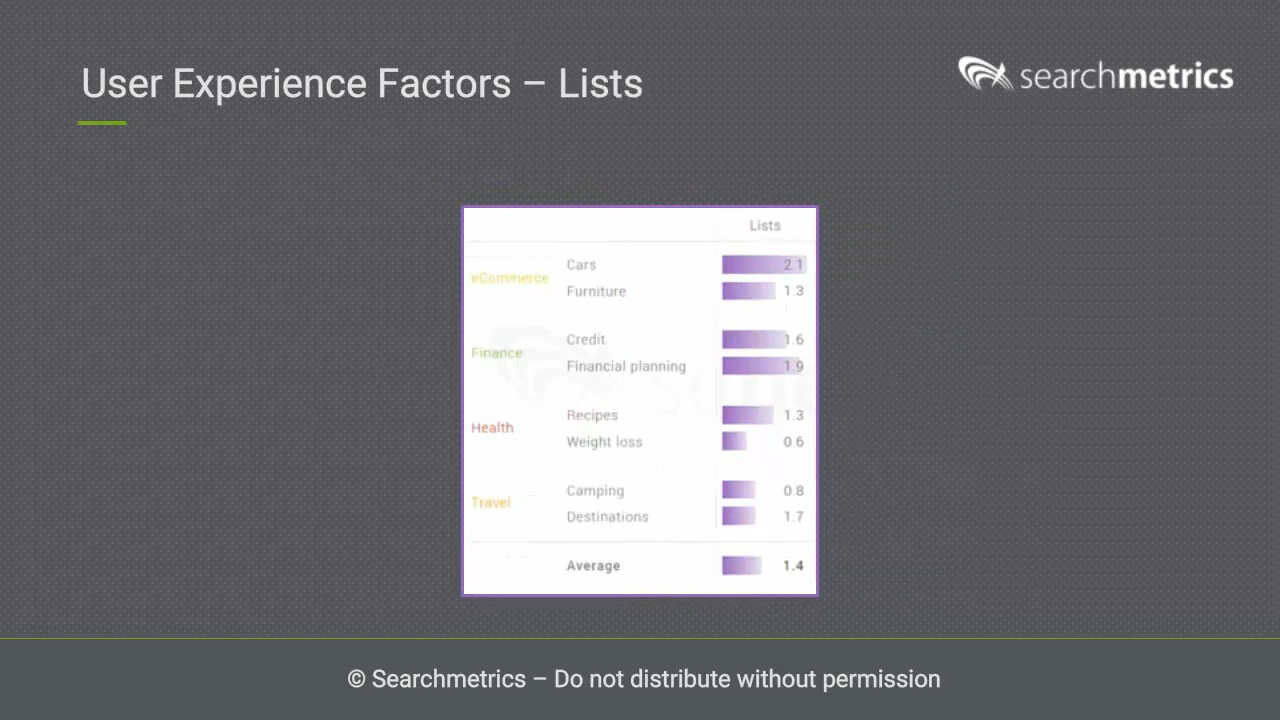 User Experience Factors – Lists
searchmetrics
Lists
eCommerce
Cars 2.1
Furniture 1.3
Finance
Credit 1.6
Financial planning 1.9
Health
Recipes 1.3
Weight loss 0.6
Travel
Camping 0.8
Destinations 1.7
Average 1.4
© Searchmetrics – Do not distribute without permission